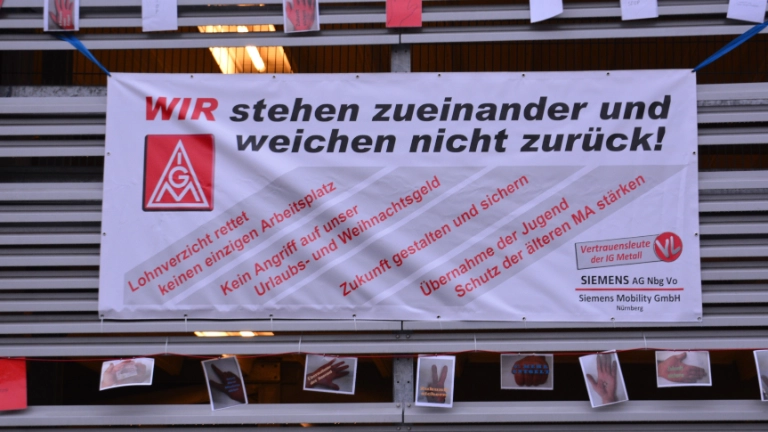 WIR stehen zueinander und
weichen nicht zurück!
IGM
Lohnverzicht rettet
keinen einzigen Arbeitsplatz
Kein Angriff auf unser
Urlaubs- und Weihnachtsgeld
Zukunft gestalten und sichern
Übernahme der Jugend
Schutz der älteren MA stärken
Vertrauensleute
der IG Metall
VL
SIEMENS AG Nbg Vo
Siemens Mobility GmbH
Nürnberg